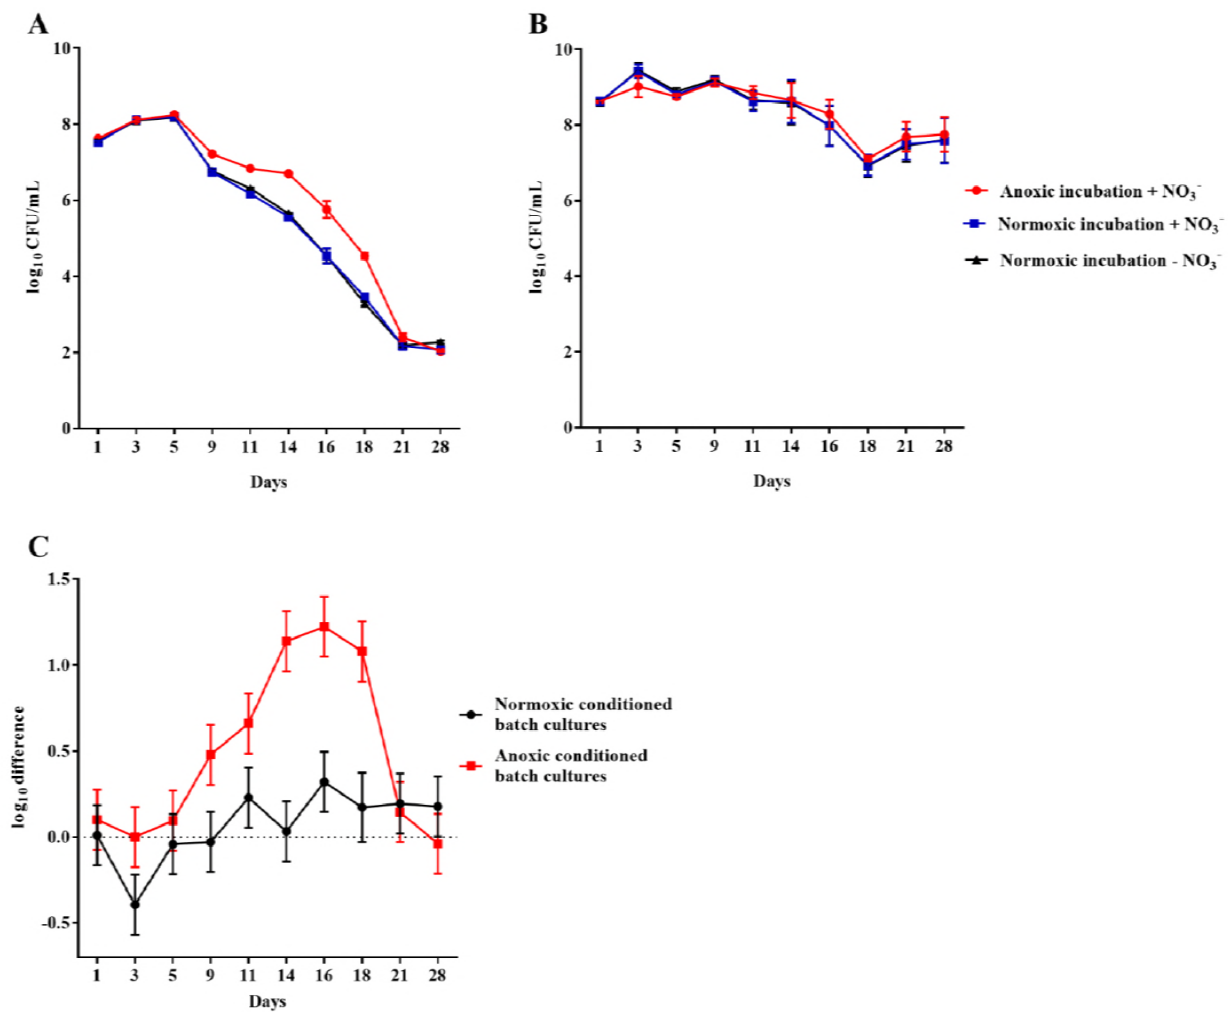 A
10
8
6
4
2
0
log10 CFU/mL
1 3 5 9 11 14 16 18 21 28
Days
B
10
8
6
4
2
0
log10 CFU/mL
1 3 5 9 11 14 16 18 21 28
Days
Anoxic incubation + NO3-
Normoxic incubation + NO3-
Normoxic incubation - NO3-
C
1.5
1.0
0.5
0.0
-0.5
log10 difference
1 3 5 9 11 14 16 18 21 28
Days
Normoxic conditioned
batch cultures
Anoxic conditioned
batch cultures